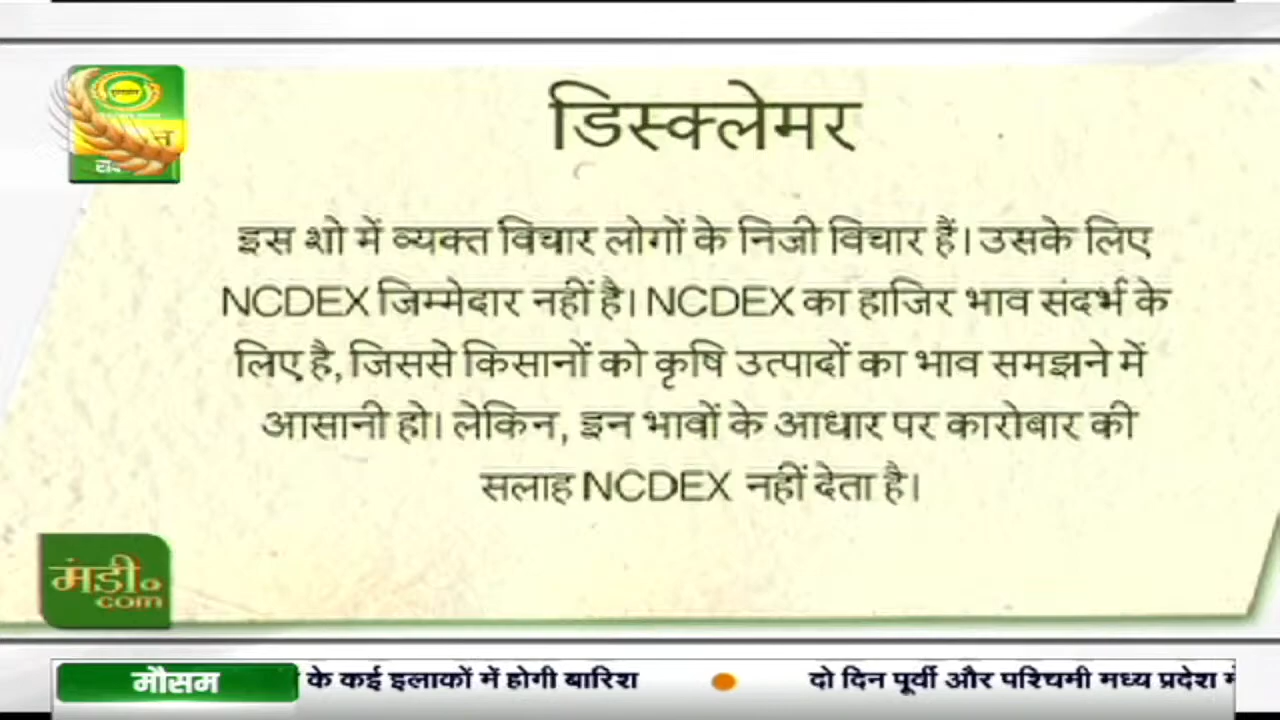 डिस्क्लेमर
इस शो में व्यक्त विचार लोगों के निजी विचार हैं। उसके लिए
NCDEX जिम्मेदार नहीं है। NCDEX का हाजिर भाव संदर्भ के
लिए है, जिससे किसानों को कृषि उत्पादों का भाव समझने में
आसानी हो। लेकिन, इन भावों के आधार पर कारोबार की
सलाह NCDEX नहीं देता है।
मंडी.
com
मौसम के कई इलाकों में होगी बारिश दो दिन पूर्वी और पश्चिमी मध्य प्रदेश